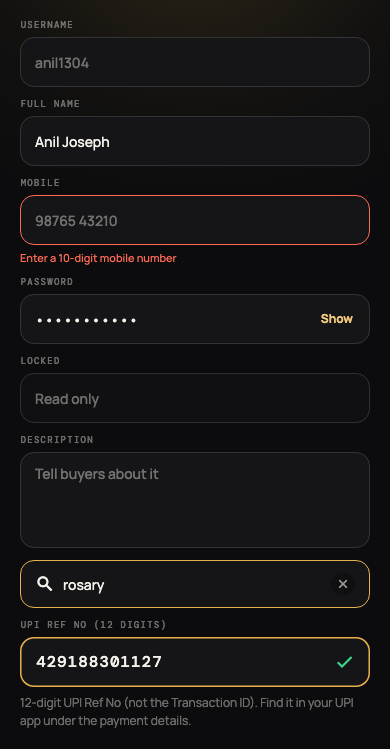 USERNAME
anil1304
FULL NAME
Anil Joseph
MOBILE
98765 43210
Enter a 10-digit mobile number
PASSWORD
•••••••••••
Show
LOCKED
Read only
DESCRIPTION
Tell buyers about it
rosary
UPI REF NO (12 DIGITS)
429188301127
12-digit UPI Ref No (not the Transaction ID). Find it in your UPI
app under the payment details.